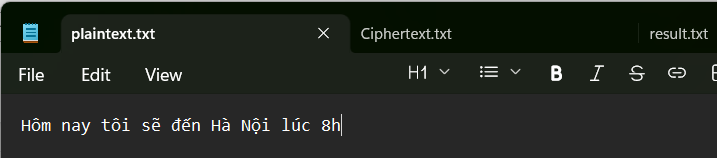 plaintext.txt Ciphertext.txt result.txt
File Edit View H1 B I S
Hôm nay tôi sẽ đến Hà Nội lúc 8h